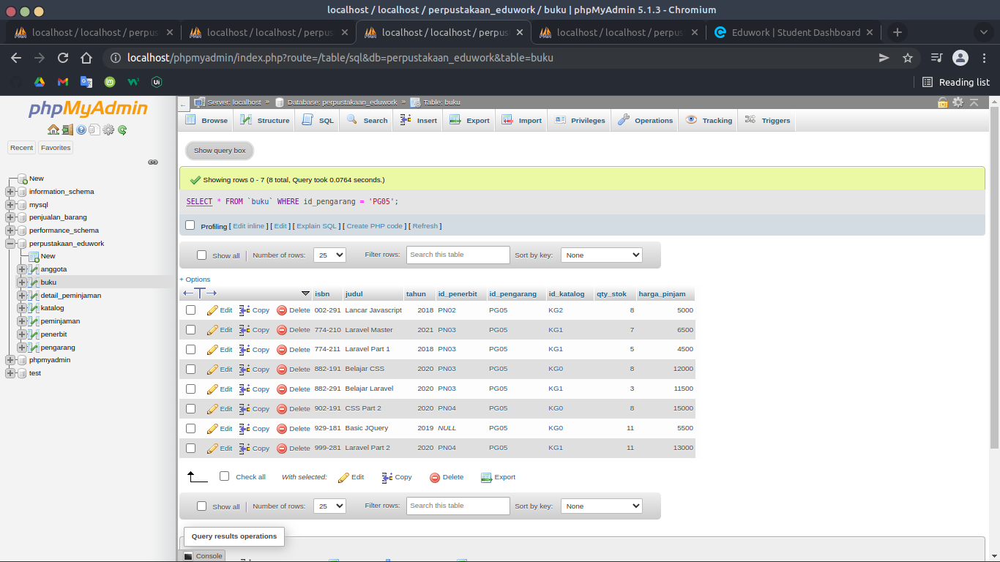 localhost / localhost / perpustakaan_eduwork / buku | phpMyAdmin 5.1.3 - Chromium
localhost / localhost / perpus localhost / localhost / perpus localhost / localhost / perpus localhost / localhost / perpus Eduwork | Student Dashboard
localhost/phpmyadmin/index.php?route=/table/sql&db=perpustakaan_eduwork&table=buku
Reading list
phpMyAdmin
Recent Favorites
New
information_schema
mysql
penjualan_barang
performance_schema
perpustakaan_eduwork
New
anggota
buku
detail_peminjaman
katalog
peminjaman
penerbit
pengarang
phpmyadmin
test
Server: localhost » Database: perpustakaan_eduwork » Table: buku
Browse Structure SQL Search Insert Export Import Privileges Operations Tracking Triggers
Show query box
Showing rows 0 - 7 (8 total, Query took 0.0764 seconds.)
SELECT * FROM `buku` WHERE id_pengarang = 'PG05';
Profiling [ Edit inline ] [ Edit ] [ Explain SQL ] [ Create PHP code ] [ Refresh ]
Show all | Number of rows: 25 Filter rows: Search this table Sort by key: None
+ Options
isbn judul tahun id_penerbit id_pengarang id_katalog qty_stok harga_pinjam
Edit Copy Delete 002-291 Lancar Javascript 2018 PN02 PG05 KG2 8 5000
Edit Copy Delete 774-210 Laravel Master 2021 PN03 PG05 KG1 7 6500
Edit Copy Delete 774-211 Laravel Part 1 2018 PN03 PG05 KG1 5 4500
Edit Copy Delete 882-191 Belajar CSS 2020 PN03 PG05 KG0 8 12000
Edit Copy Delete 882-291 Belajar Laravel 2020 PN03 PG05 KG1 3 11500
Edit Copy Delete 902-191 CSS Part 2 2020 PN04 PG05 KG0 8 15000
Edit Copy Delete 929-181 Basic JQuery 2019 NULL PG05 KG0 11 5500
Edit Copy Delete 999-281 Laravel Part 2 2020 PN04 PG05 KG1 11 13000
Check all With selected: Edit Copy Delete Export
Show all | Number of rows: 25 Filter rows: Search this table Sort by key: None
Query results operations
Console